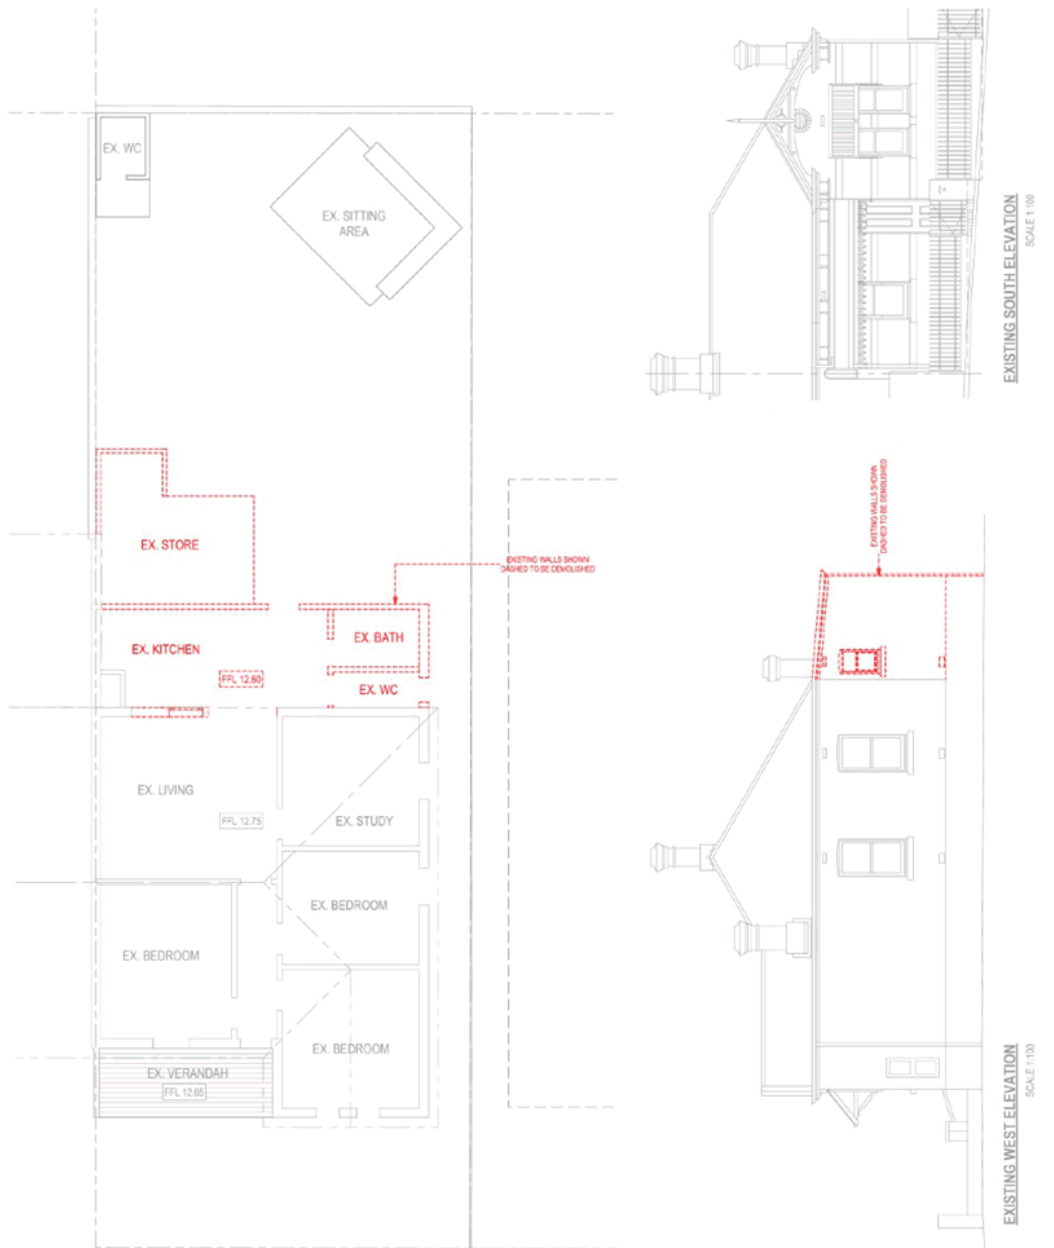 EX. WC
EX. SITTING
AREA
EX. STORE
EXISTING WALLS SHOWN
DASHED TO BE DEMOLISHED
EX. KITCHEN
EX. BATH
FFL 12.60
EX. WC
EX. LIVING
FFL 12.75
EX. STUDY
EX. BEDROOM
EX. BEDROOM
EX. BEDROOM
EX. VERANDAH
FFL 12.65
EXISTING SOUTH ELEVATION
SCALE 1:100
EXISTING WALLS SHOWN
DASHED TO BE DEMOLISHED
EXISTING WEST ELEVATION
SCALE 1:100